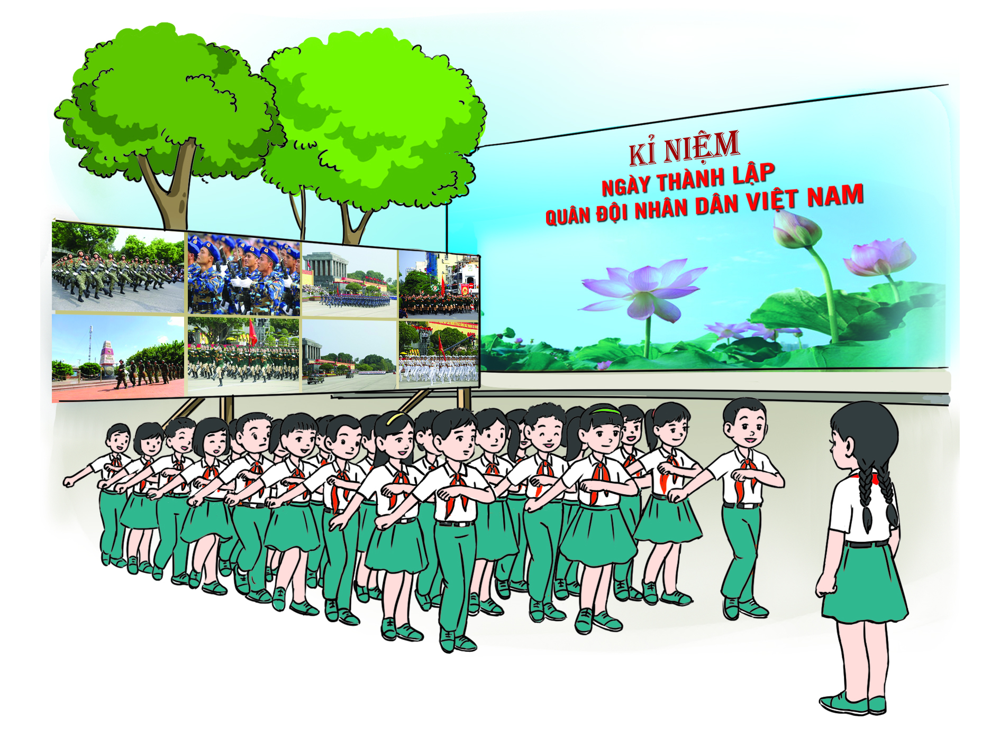 KỈ NIỆM
NGÀY THÀNH LẬP
QUÂN ĐỘI NHÂN DÂN VIỆT NAM